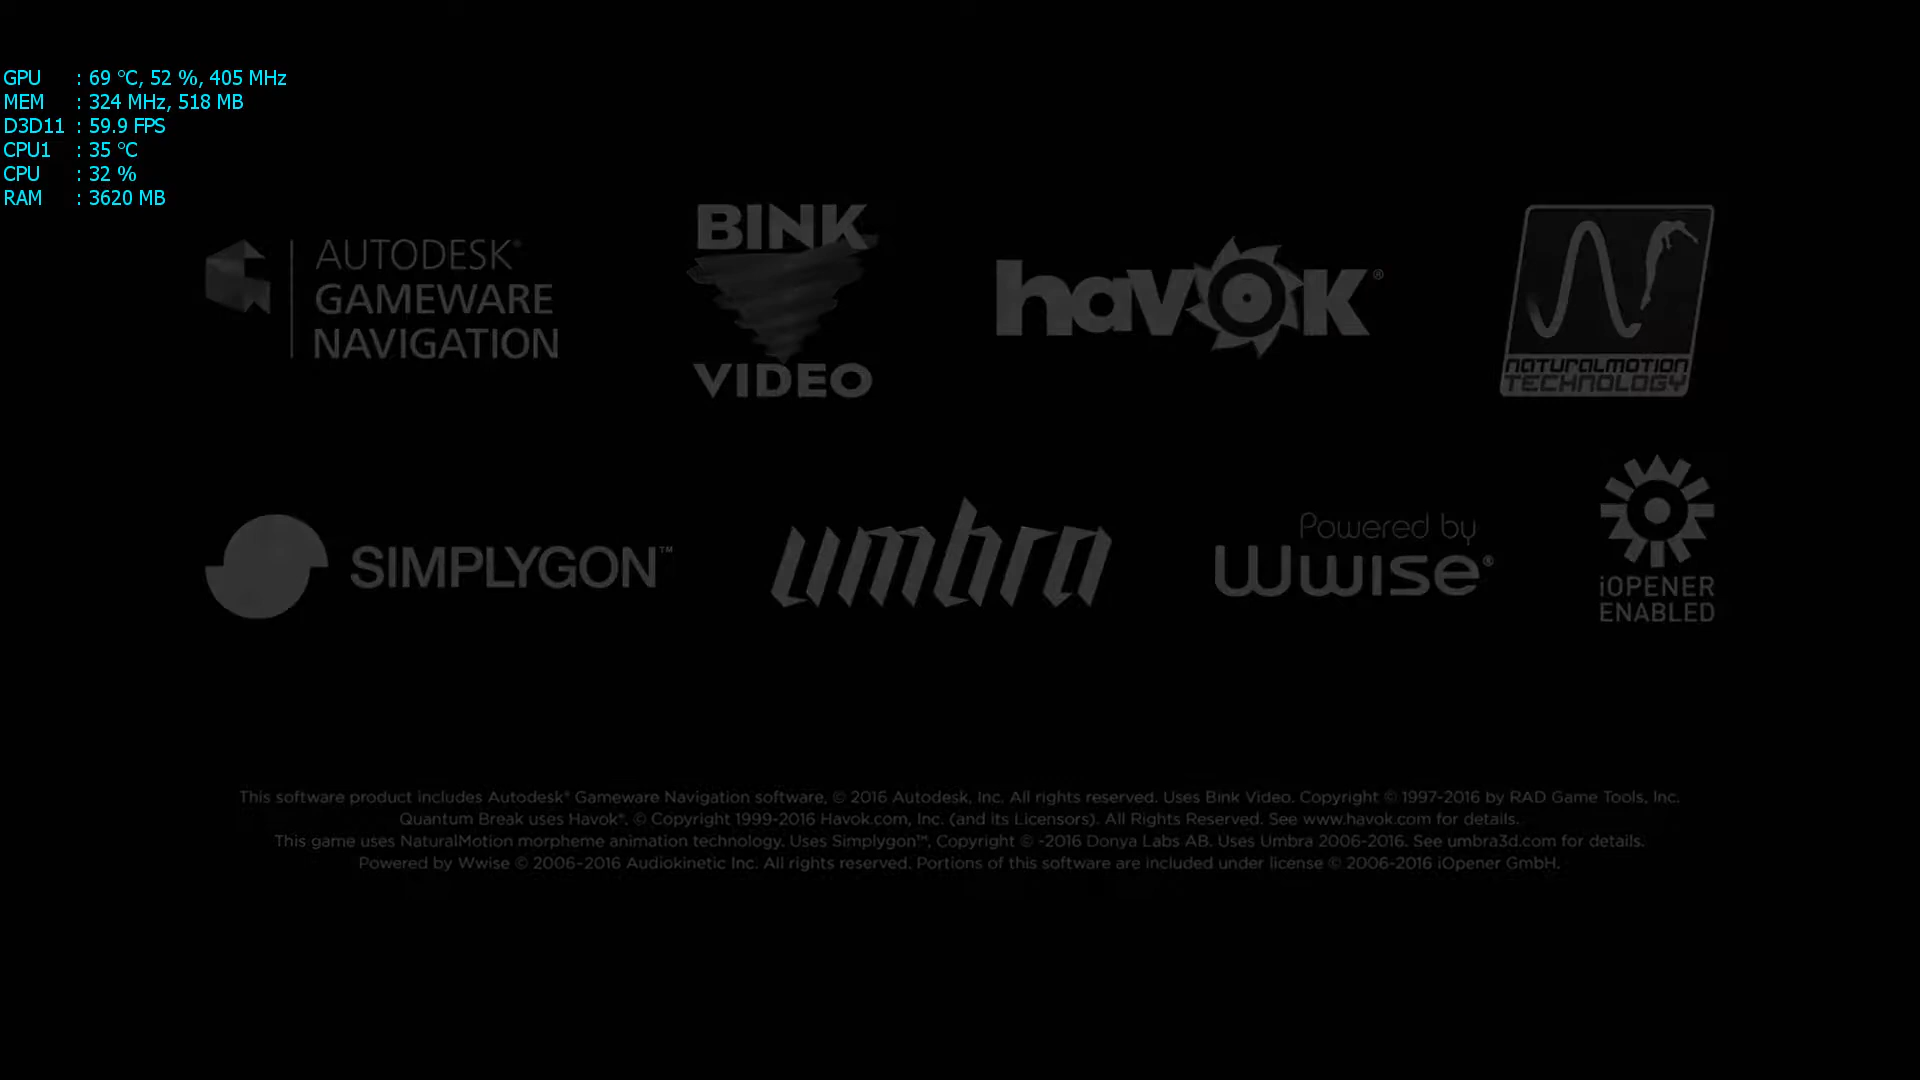 GPU : 69 °C, 52 %, 405 MHz
MEM : 324 MHz, 518 MB
D3D11 : 59.9 FPS
CPU1 : 35 °C
CPU : 32 %
RAM : 3620 MB
AUTODESK®
GAMEWARE
NAVIGATION
BINK
VIDEO
havok®
NATURALMOTION
TECHNOLOGY
SIMPLYGON™
umbra
Powered by
Wwise®
iOPENER
ENABLED
This software product includes Autodesk® Gameware Navigation software, © 2016 Autodesk, Inc. All rights reserved. Uses Bink Video. Copyright © 1997-2016 by RAD Game Tools, Inc.
Quantum Break uses Havok®. © Copyright 1999-2016 Havok.com, Inc. (and its Licensors). All Rights Reserved. See www.havok.com for details.
This game uses NaturalMotion morpheme animation technology. Uses Simplygon™, Copyright © -2016 Donya Labs AB. Uses Umbra 2006-2016. See umbra3d.com for details.
Powered by Wwise © 2006-2016 Audiokinetic Inc. All rights reserved. Portions of this software are included under license © 2006-2016 iOpener GmbH.